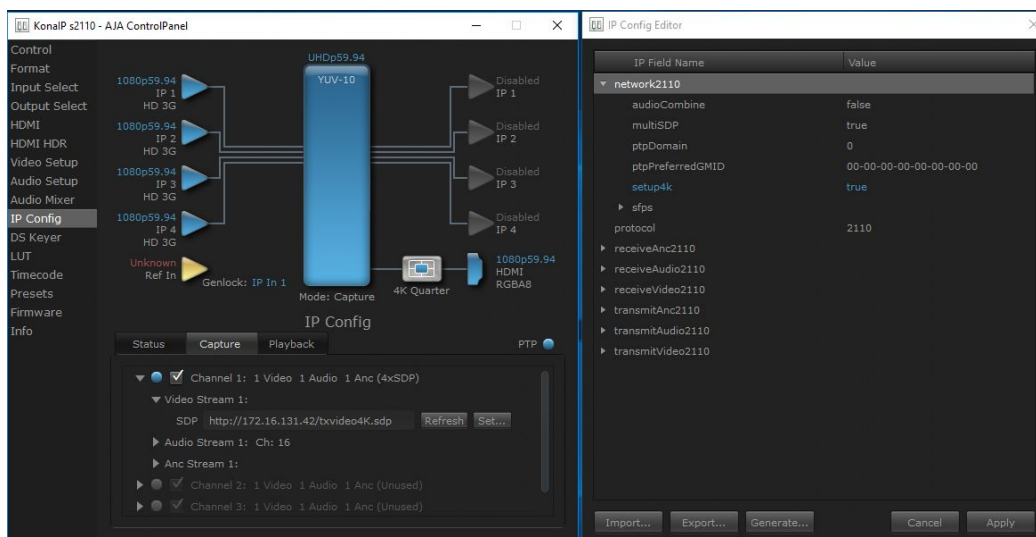 KonaIP s2110 - AJA ControlPanel
Control
Format
Input Select
Output Select
HDMI
HDMI HDR
Video Setup
Audio Setup
Audio Mixer
IP Config
DS Keyer
LUT
Timecode
Presets
Firmware
Info
UHDp59.94
YUV-10
1080p59.94
IP 1
HD 3G
1080p59.94
IP 2
HD 3G
1080p59.94
IP 3
HD 3G
1080p59.94
IP 4
HD 3G
Unknown
Ref In
Genlock: IP In 1
Mode: Capture
Disabled
IP 1
Disabled
IP 2
Disabled
IP 3
Disabled
IP 4
4K Quarter
1080p59.94
HDMI
RGBA8
IP Config
Status Capture Playback PTP
Channel 1: 1 Video 1 Audio 1 Anc (4xSDP)
Video Stream 1:
SDP http://172.16.131.42/txvideo4K.sdp Refresh Set...
Audio Stream 1: Ch: 16
Anc Stream 1:
Channel 2: 1 Video 1 Audio 1 Anc (Unused)
Channel 3: 1 Video 1 Audio 1 Anc (Unused)
IP Config Editor
IP Field Name Value
network2110
audioCombine false
multiSDP true
ptpDomain 0
ptpPreferredGMID 00-00-00-00-00-00-00-00
setup4k true
sfps
protocol 2110
receiveAnc2110
receiveAudio2110
receiveVideo2110
transmitAnc2110
transmitAudio2110
transmitVideo2110
Import... Export... Generate... Cancel Apply